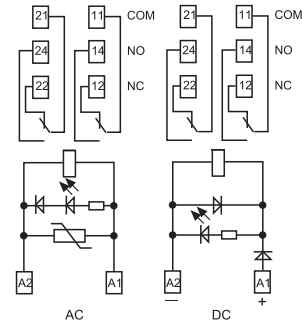 21 11 COM 21 11 COM
24 14 NO 24 14 NO
22 12 NC 22 12 NC
A2 A1 A2 A1
— +
AC DC